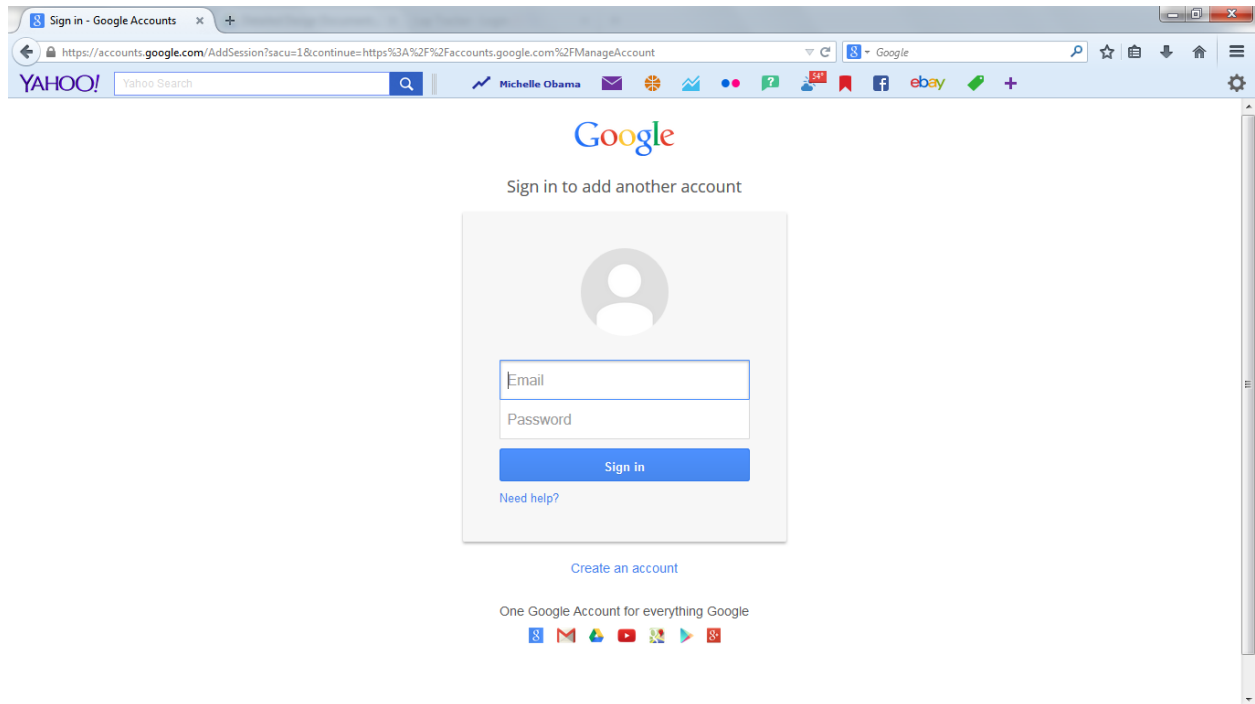 Sign in - Google Accounts
https://accounts.google.com/AddSession?sacu=1&continue=https%3A%2F%2Faccounts.google.com%2FManageAccount
Google
YAHOO!
Yahoo Search
Michelle Obama
54°
ebay
Google
Sign in to add another account
Email
Password
Sign in
Need help?
Create an account
One Google Account for everything Google